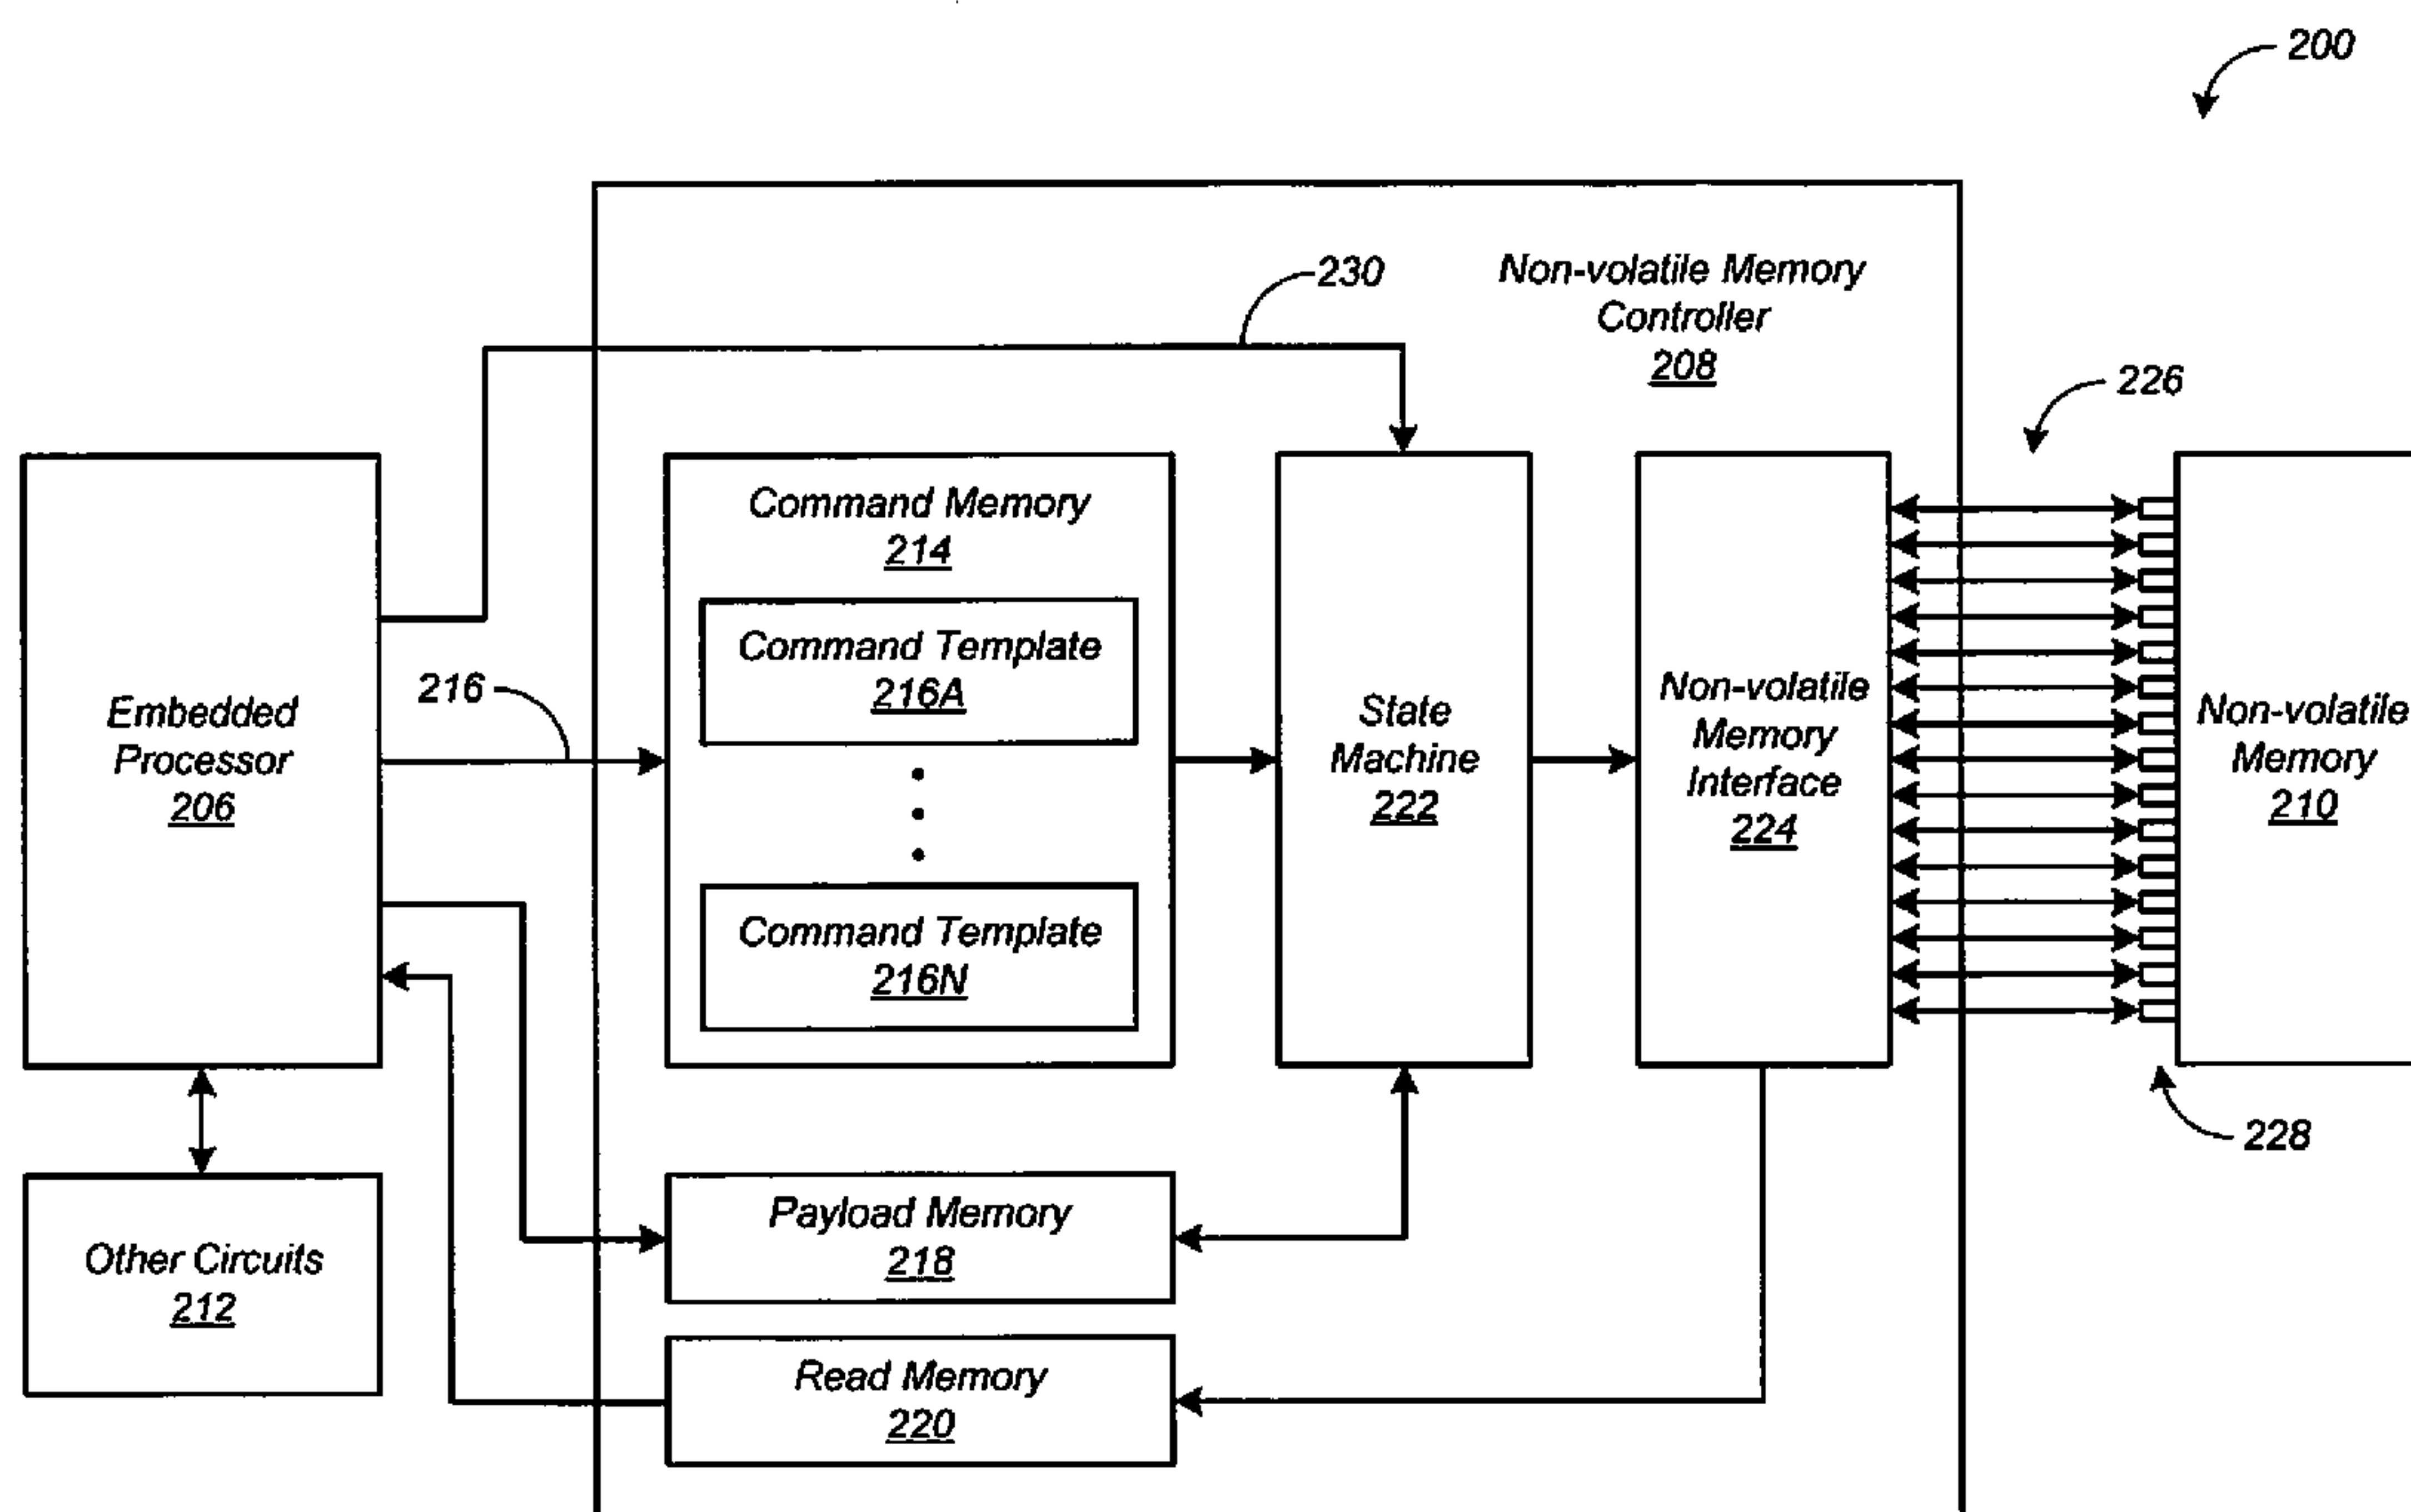 200
230
Non-volatile Memory
Controller
208
226
Command Memory
214
Command Template
216A
216
Embedded
Processor
206
State
Machine
222
Non-volatile
Memory
Interface
224
Non-volatile
Memory
210
Command Template
216N
228
Payload Memory
218
Other Circuits
212
Read Memory
220